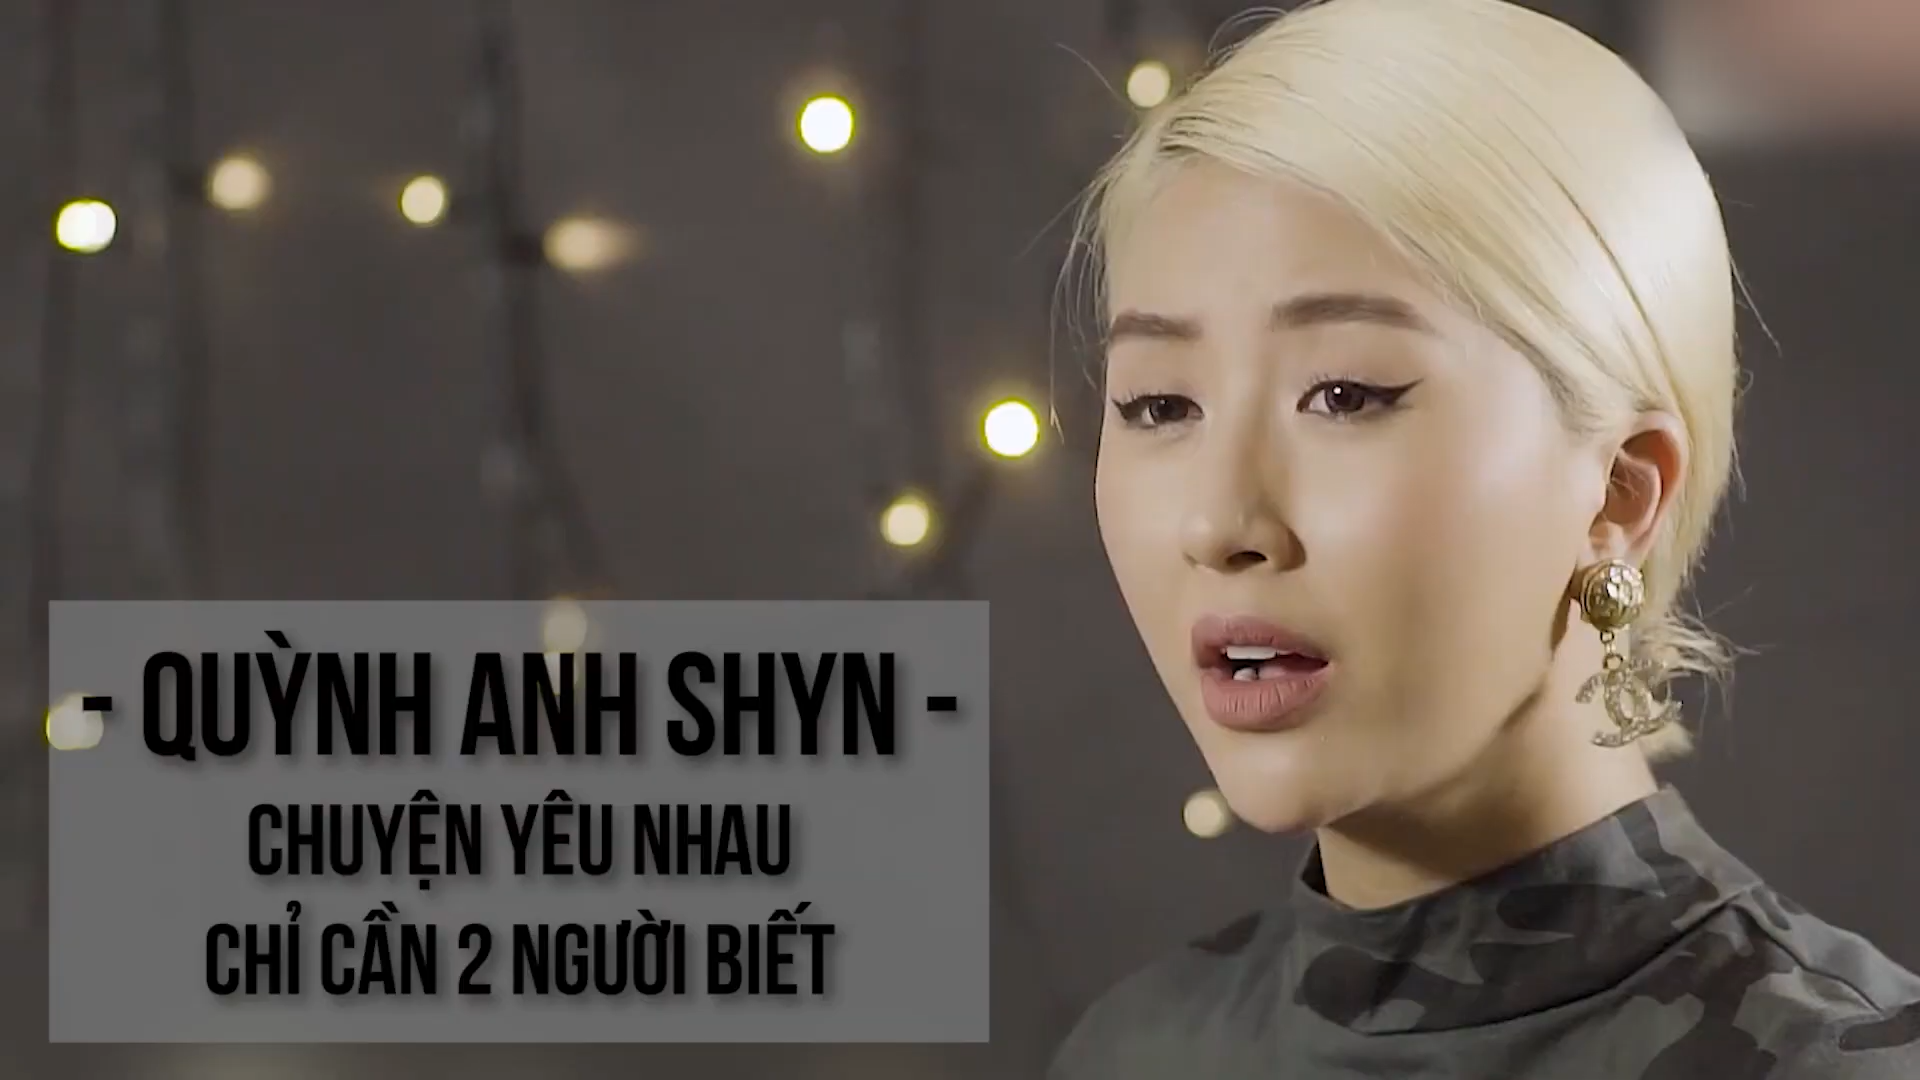 - QUỲNH ANH SHYN -
CHUYỆN YÊU NHAU
CHỈ CẦN 2 NGƯỜI BIẾT